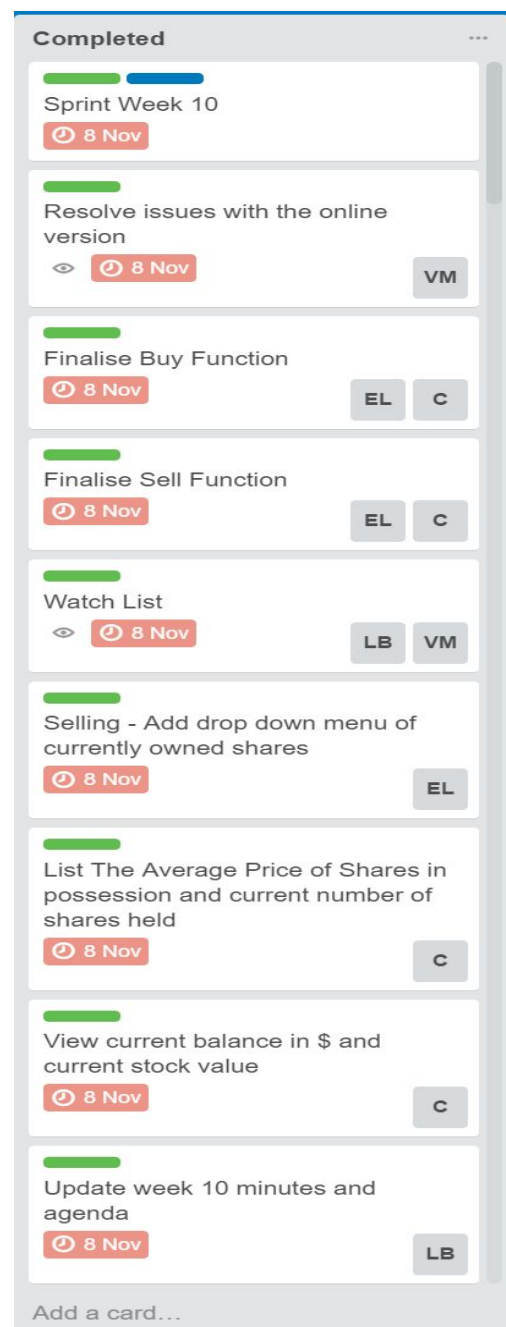 Completed
Sprint Week 10
8 Nov
Resolve issues with the online
version
8 Nov
VM
Finalise Buy Function
8 Nov
EL C
Finalise Sell Function
8 Nov
EL C
Watch List
8 Nov
LB VM
Selling - Add drop down menu of
currently owned shares
8 Nov
EL
List The Average Price of Shares in
possession and current number of
shares held
8 Nov
C
View current balance in $ and
current stock value
8 Nov
C
Update week 10 minutes and
agenda
8 Nov
LB
Add a card...